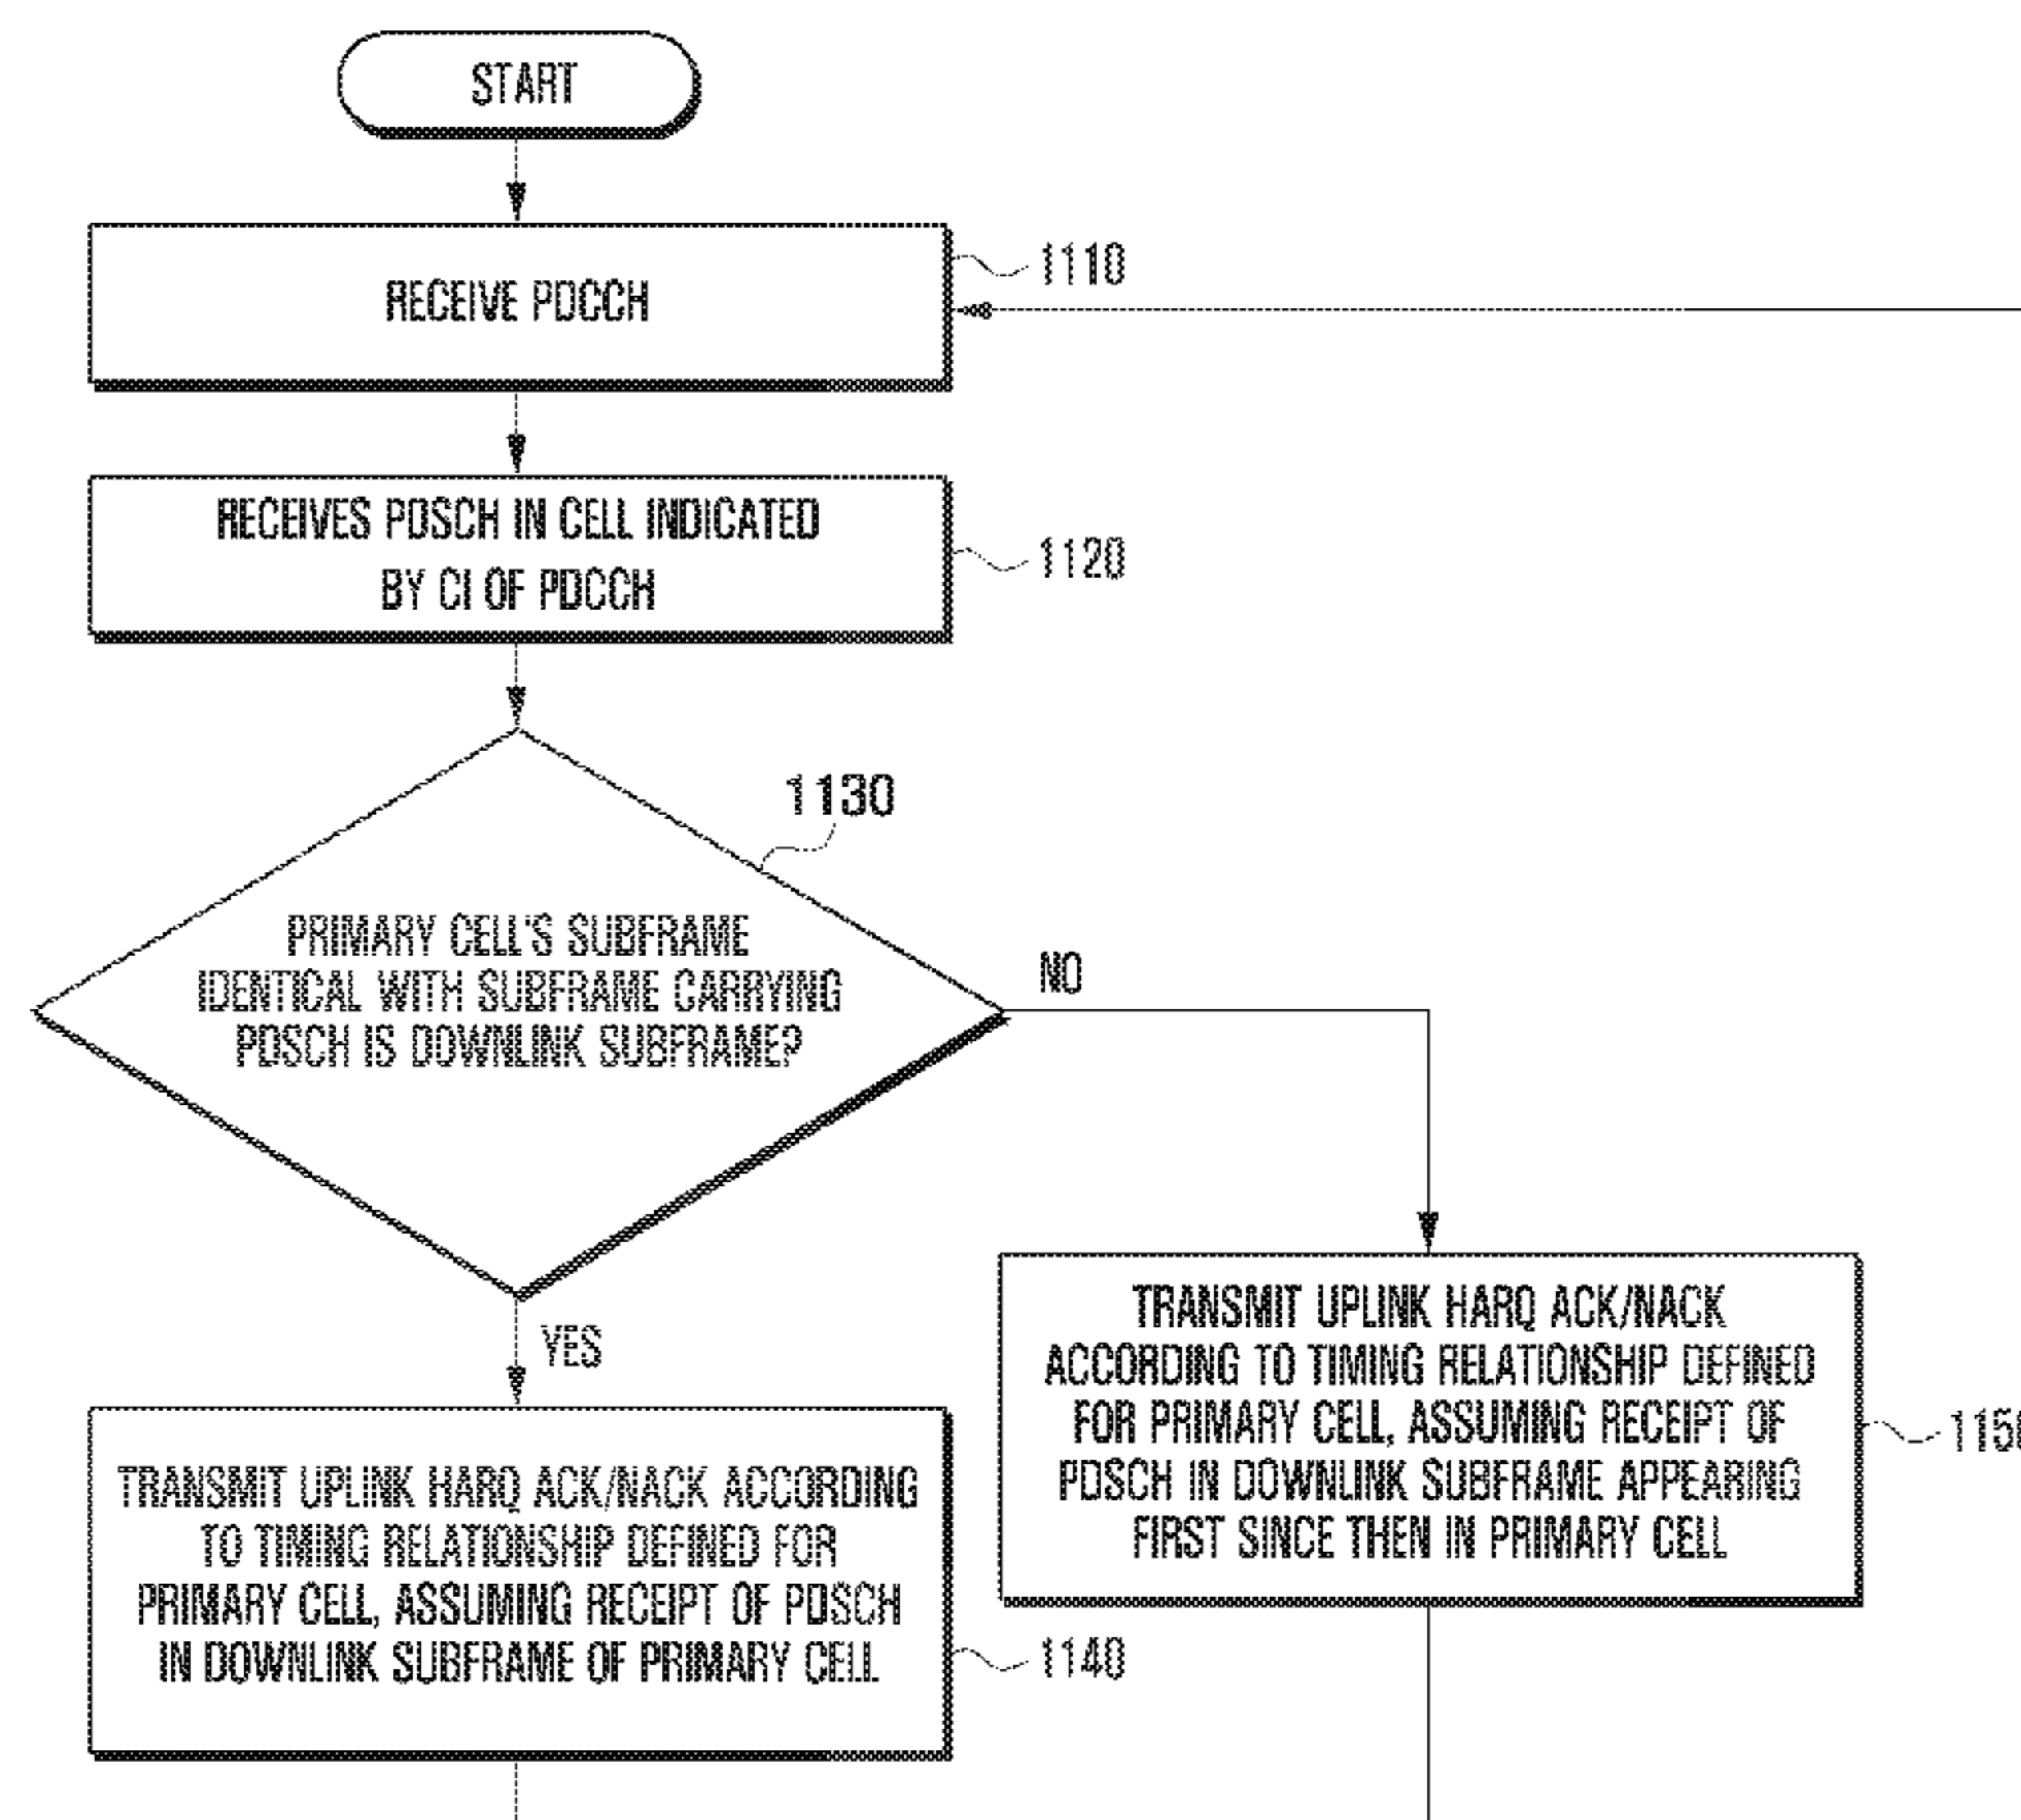 START
RECEIVE PDCCH
1110
RECEIVES PDSCH IN CELL INDICATED
BY CI OF PDCCH
1120
1130
PRIMARY CELL'S SUBFRAME
IDENTICAL WITH SUBFRAME CARRYING
PDSCH IS DOWNLINK SUBFRAME?
NO
YES
TRANSMIT UPLINK HARQ ACK/NACK
ACCORDING TO TIMING RELATIONSHIP DEFINED
FOR PRIMARY CELL, ASSUMING RECEIPT OF
PDSCH IN DOWNLINK SUBFRAME APPEARING
FIRST SINCE THEN IN PRIMARY CELL
1150
TRANSMIT UPLINK HARQ ACK/NACK ACCORDING
TO TIMING RELATIONSHIP DEFINED FOR
PRIMARY CELL, ASSUMING RECEIPT OF PDSCH
IN DOWNLINK SUBFRAME OF PRIMARY CELL
1140